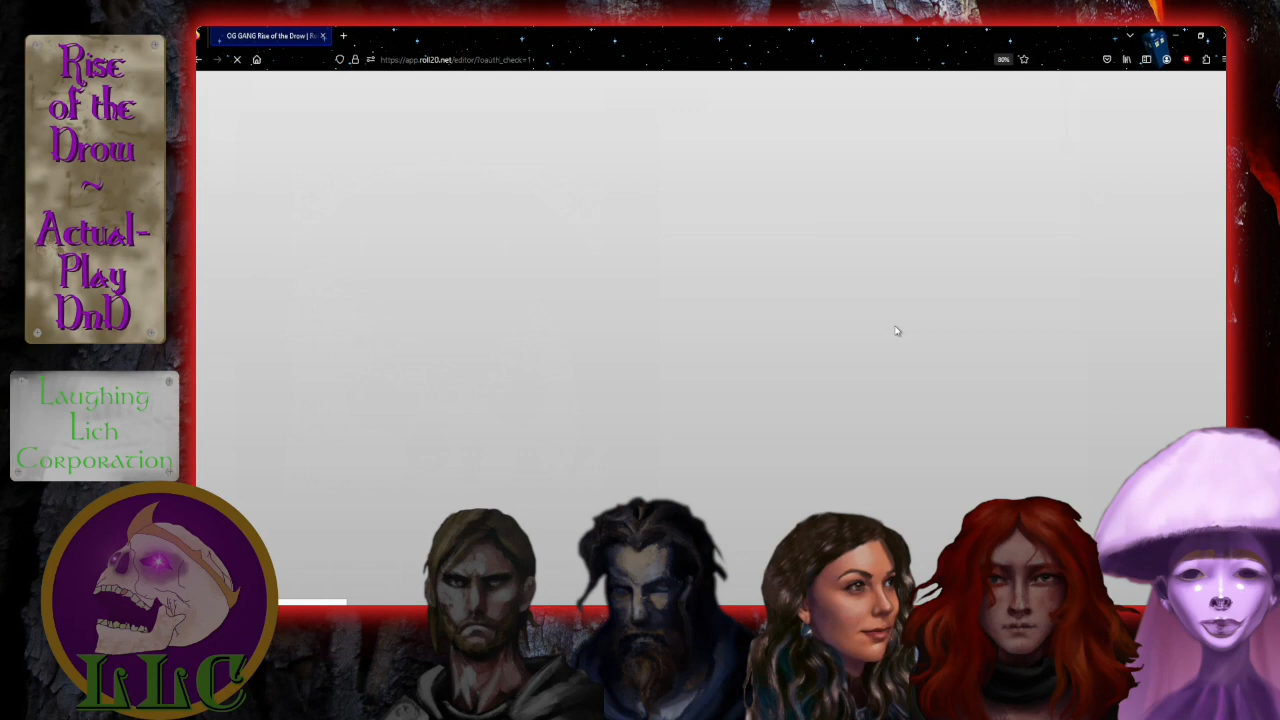 Rise
of the
Drow
~
Actual-
Play
DnD
Laughing
Lich
Corporation
LLC
OG GANG Rise of the Drow | Ro
https://app.roll20.net/editor/?oauth_check=1
80%